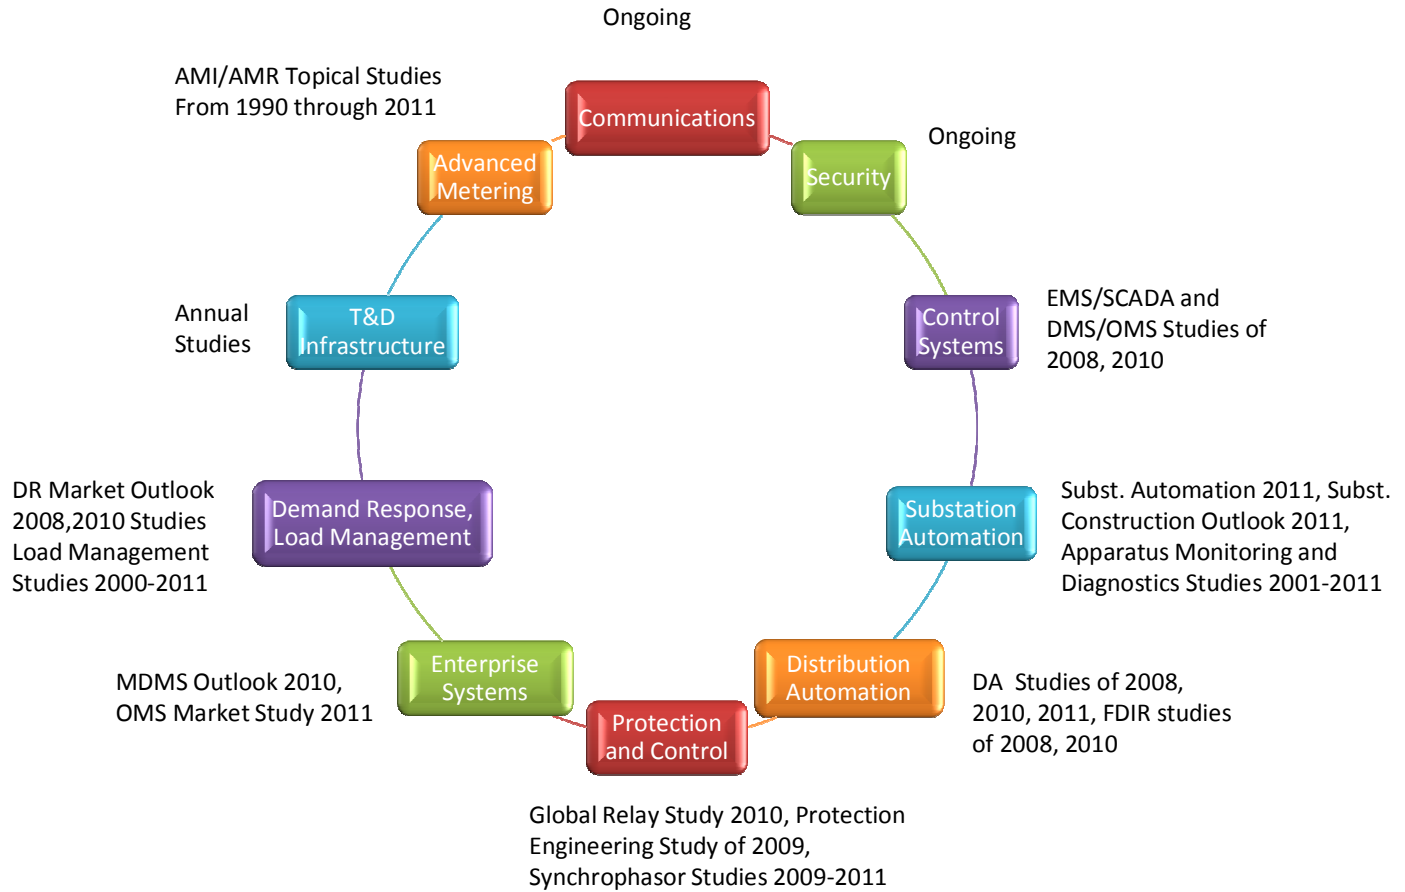 Ongoing
AMI/AMR Topical Studies
From 1990 through 2011
Communications
Ongoing
Advanced
Metering
Security
Annual
Studies
T&D
Infrastructure
Control
Systems
EMS/SCADA and
DMS/OMS Studies of
2008, 2010
DR Market Outlook
2008,2010 Studies
Load Management
Studies 2000-2011
Demand Response,
Load Management
Substation
Automation
Subst. Automation 2011, Subst.
Construction Outlook 2011,
Apparatus Monitoring and
Diagnostics Studies 2001-2011
MDMS Outlook 2010,
OMS Market Study 2011
Enterprise
Systems
Distribution
Automation
DA  Studies of 2008,
2010, 2011, FDIR studies
of 2008, 2010
Protection
and Control
Global Relay Study 2010, Protection
Engineering Study of 2009,
Synchrophasor Studies 2009-2011